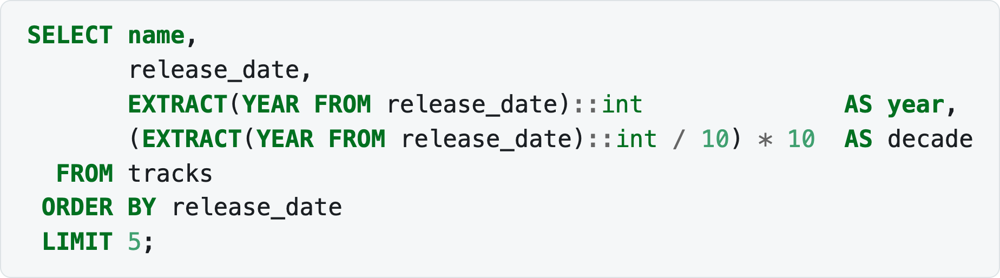 SELECT name,
       release_date,
       EXTRACT(YEAR FROM release_date)::int              AS year,
       (EXTRACT(YEAR FROM release_date)::int / 10) * 10  AS decade
  FROM tracks
 ORDER BY release_date
 LIMIT 5;